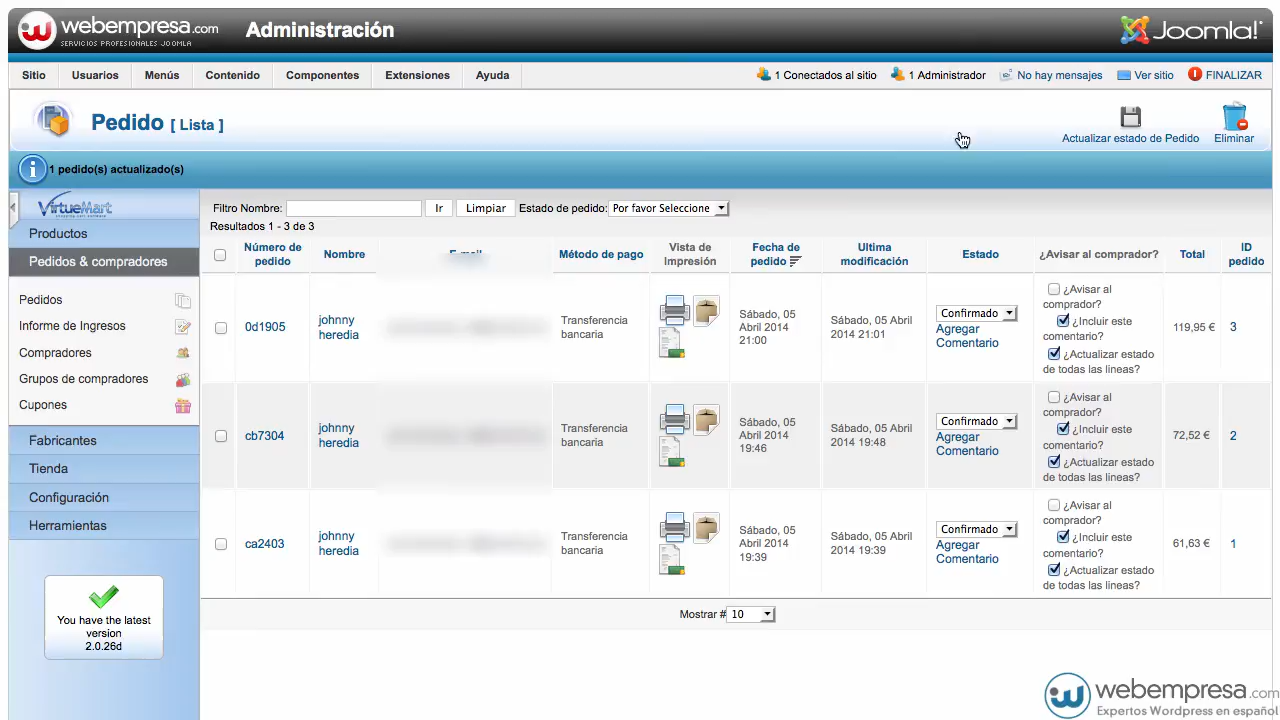 webempresa.com
SERVICIOS PROFESIONALES JOOMLA
Administración
Joomla!
Sitio
Usuarios
Menús
Contenido
Componentes
Extensiones
Ayuda
1 Conectados al sitio
1 Administrador
No hay mensajes
Ver sitio
FINALIZAR
Pedido [ Lista ]
Actualizar estado de Pedido
Eliminar
1 pedido(s) actualizado(s)
VirtueMart
Productos
Pedidos & compradores
Pedidos
Informe de Ingresos
Compradores
Grupos de compradores
Cupones
Fabricantes
Tienda
Configuración
Herramientas
You have the latest
version
2.0.26d
Filtro Nombre:
Ir
Limpiar
Estado de pedido: Por favor Seleccione
Resultados 1 - 3 de 3
Número de
pedido
Nombre
Método de pago
Vista de
Impresión
Fecha de
pedido
Ultima
modificación
Estado
¿Avisar al comprador?
Total
ID
pedido
0d1905
johnny
heredia
Transferencia
bancaria
Sábado, 05
Abril 2014
21:00
Sábado, 05 Abril
2014 21:01
Confirmado
Agregar
Comentario
¿Avisar al
comprador?
¿Incluir este
comentario?
¿Actualizar estado
de todas las lineas?
119,95 €
3
cb7304
johnny
heredia
Transferencia
bancaria
Sábado, 05
Abril 2014
19:46
Sábado, 05 Abril
2014 19:48
Confirmado
Agregar
Comentario
¿Avisar al
comprador?
¿Incluir este
comentario?
¿Actualizar estado
de todas las lineas?
72,52 €
2
ca2403
johnny
heredia
Transferencia
bancaria
Sábado, 05
Abril 2014
19:39
Sábado, 05 Abril
2014 19:39
Confirmado
Agregar
Comentario
¿Avisar al
comprador?
¿Incluir este
comentario?
¿Actualizar estado
de todas las lineas?
61,63 €
1
Mostrar # 10
webempresa.com
Expertos Wordpress en español